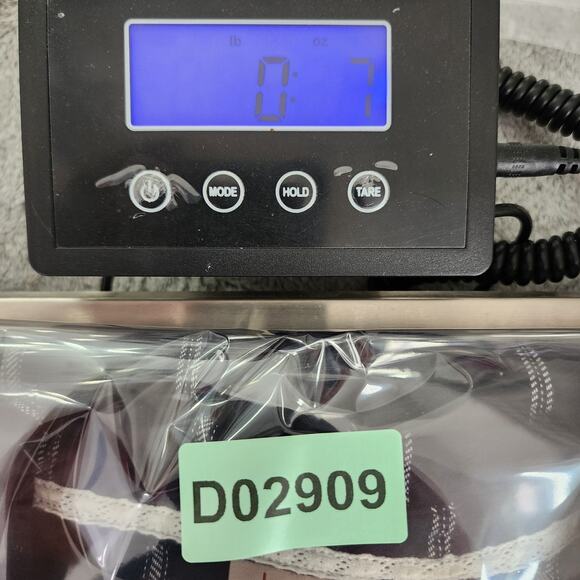 lb oz
0: 7
MODE HOLD TARE
D02909